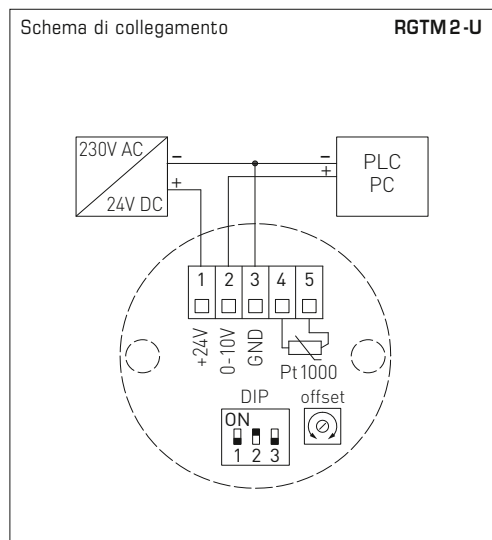 Schema di collegamento RGTM 2 - U
230V AC
24V DC
–
+
–
+
PLC
PC
1 2 3 4 5
+24V
0-10V
GND
Pt1000
DIP
offset
ON
1 2 3